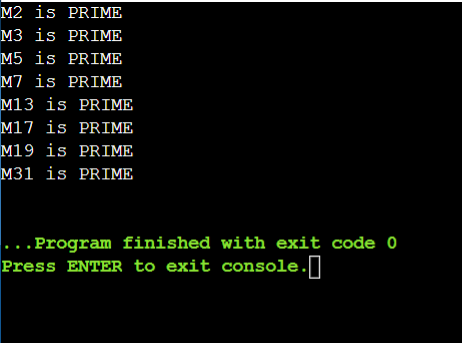 M2 is PRIME
M3 is PRIME
M5 is PRIME
M7 is PRIME
M13 is PRIME
M17 is PRIME
M19 is PRIME
M31 is PRIME
...Program finished with exit code 0
Press ENTER to exit console.